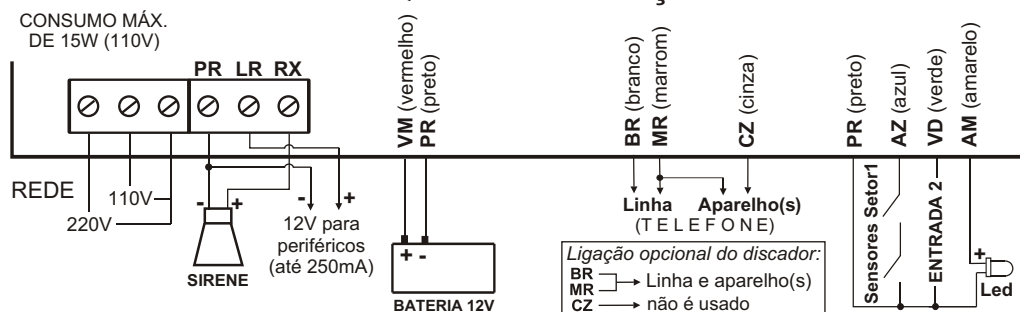 CONSUMO MÁX.
DE 15W (110V)
PR LR RX
VM (vermelho)
PR (preto)
BR (branco)
MR (marrom)
CZ (cinza)
PR (preto)
AZ (azul)
VD (verde)
AM (amarelo)
REDE
110V
220V
- +
SIRENE
- +
12V para
periféricos
(até 250mA)
+ -
BATERIA 12V
Linha Aparelho(s)
(TELEFONE)
Ligação opcional do discador:
BR
MR
Linha e aparelho(s)
CZ não é usado
Sensores Setor1
ENTRADA 2
+
Led